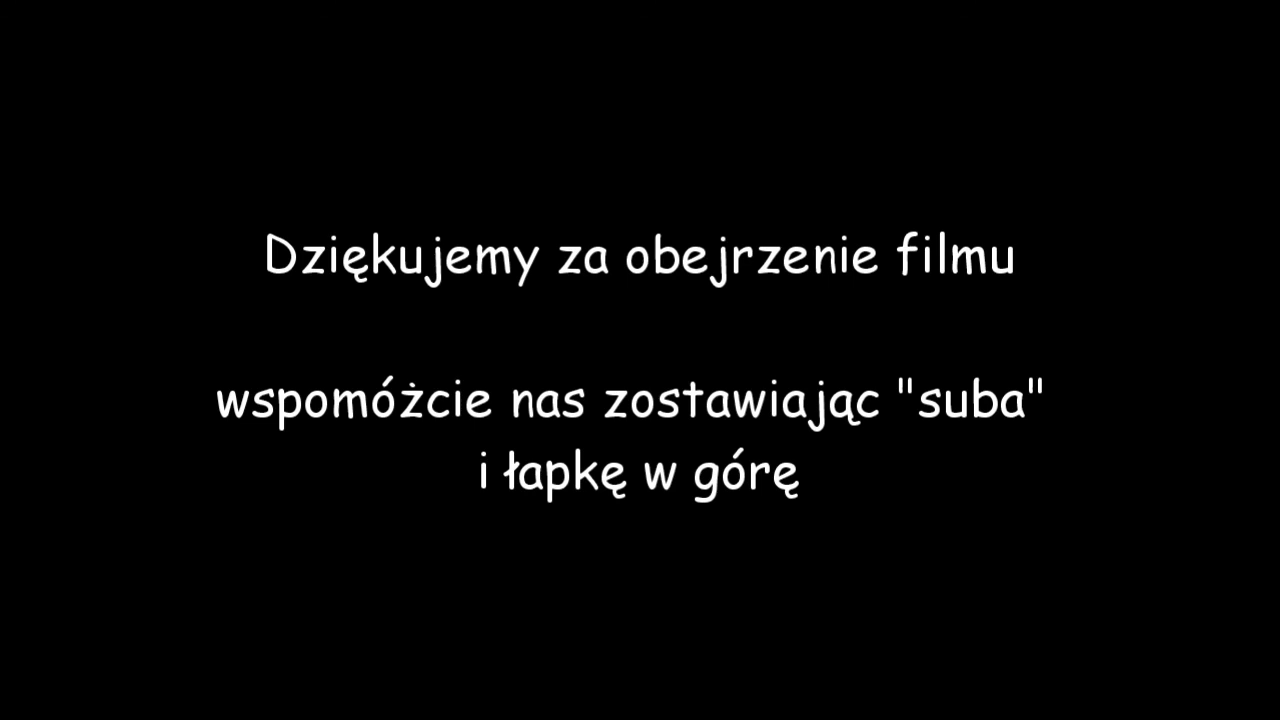 Dziękujemy za obejrzenie filmu
wspomóżcie nas zostawiając "suba"
i łapkę w górę